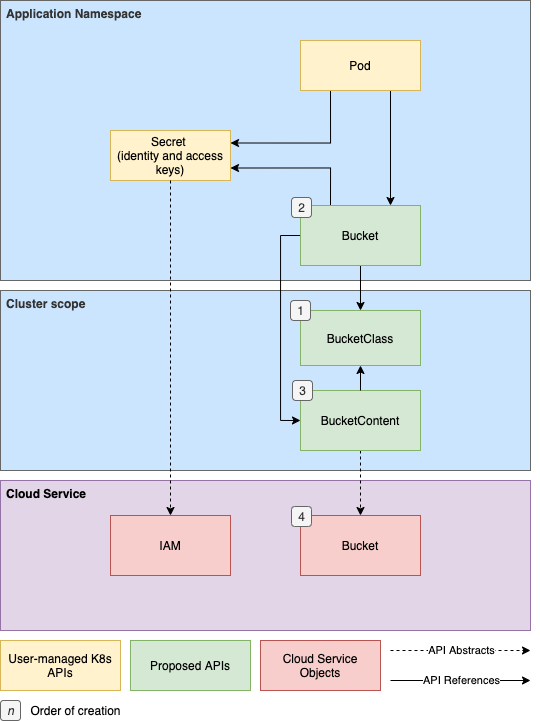 Application Namespace
Pod
Secret
(identity and access
keys)
2
Bucket
Cluster scope
1
BucketClass
3
BucketContent
Cloud Service
IAM
4
Bucket
User-managed K8s
APIs
Proposed APIs
Cloud Service
Objects
API Abstracts
API References
n
Order of creation